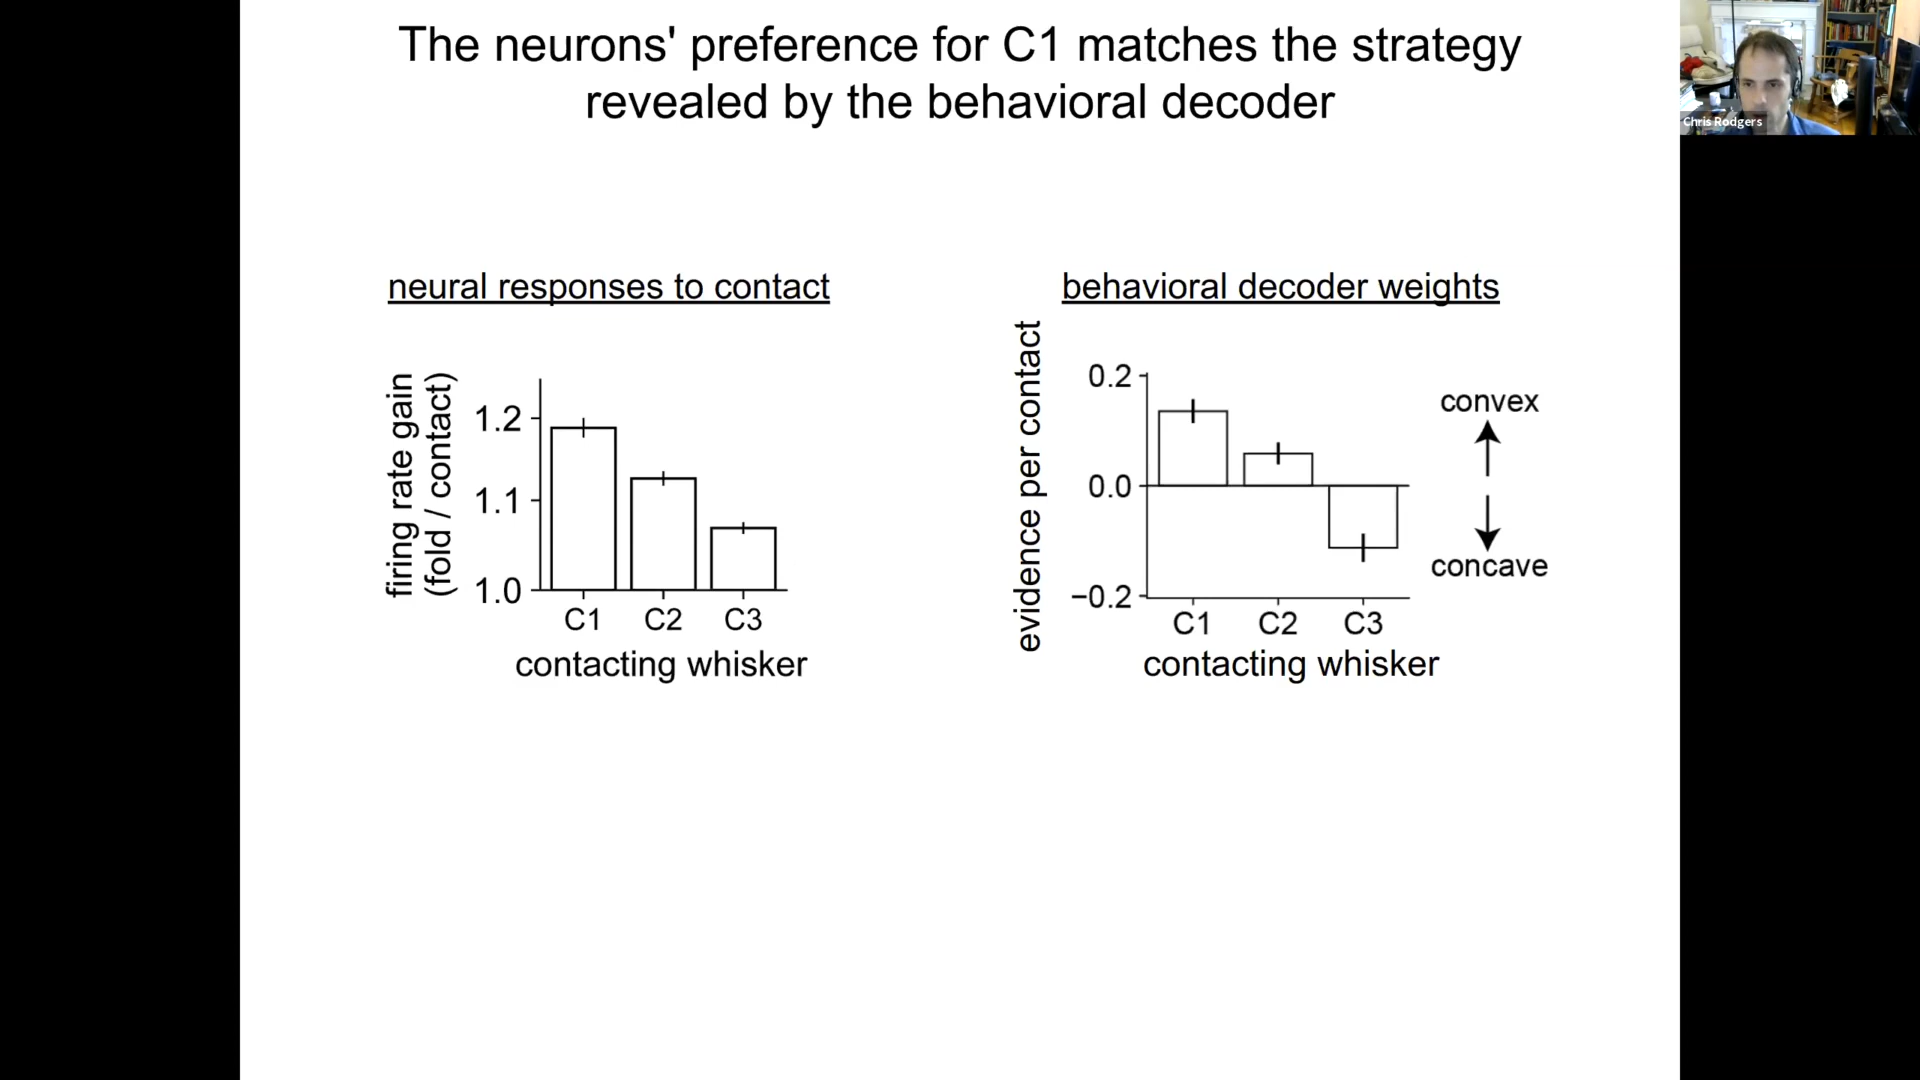 The neurons' preference for C1 matches the strategy
revealed by the behavioral decoder
Chris Rodgers
neural responses to contact
firing rate gain
(fold / contact)
1.2
1.1
1.0
C1 C2 C3
contacting whisker
behavioral decoder weights
evidence per contact
0.2
0.0
−0.2
C1 C2 C3
contacting whisker
convex
concave